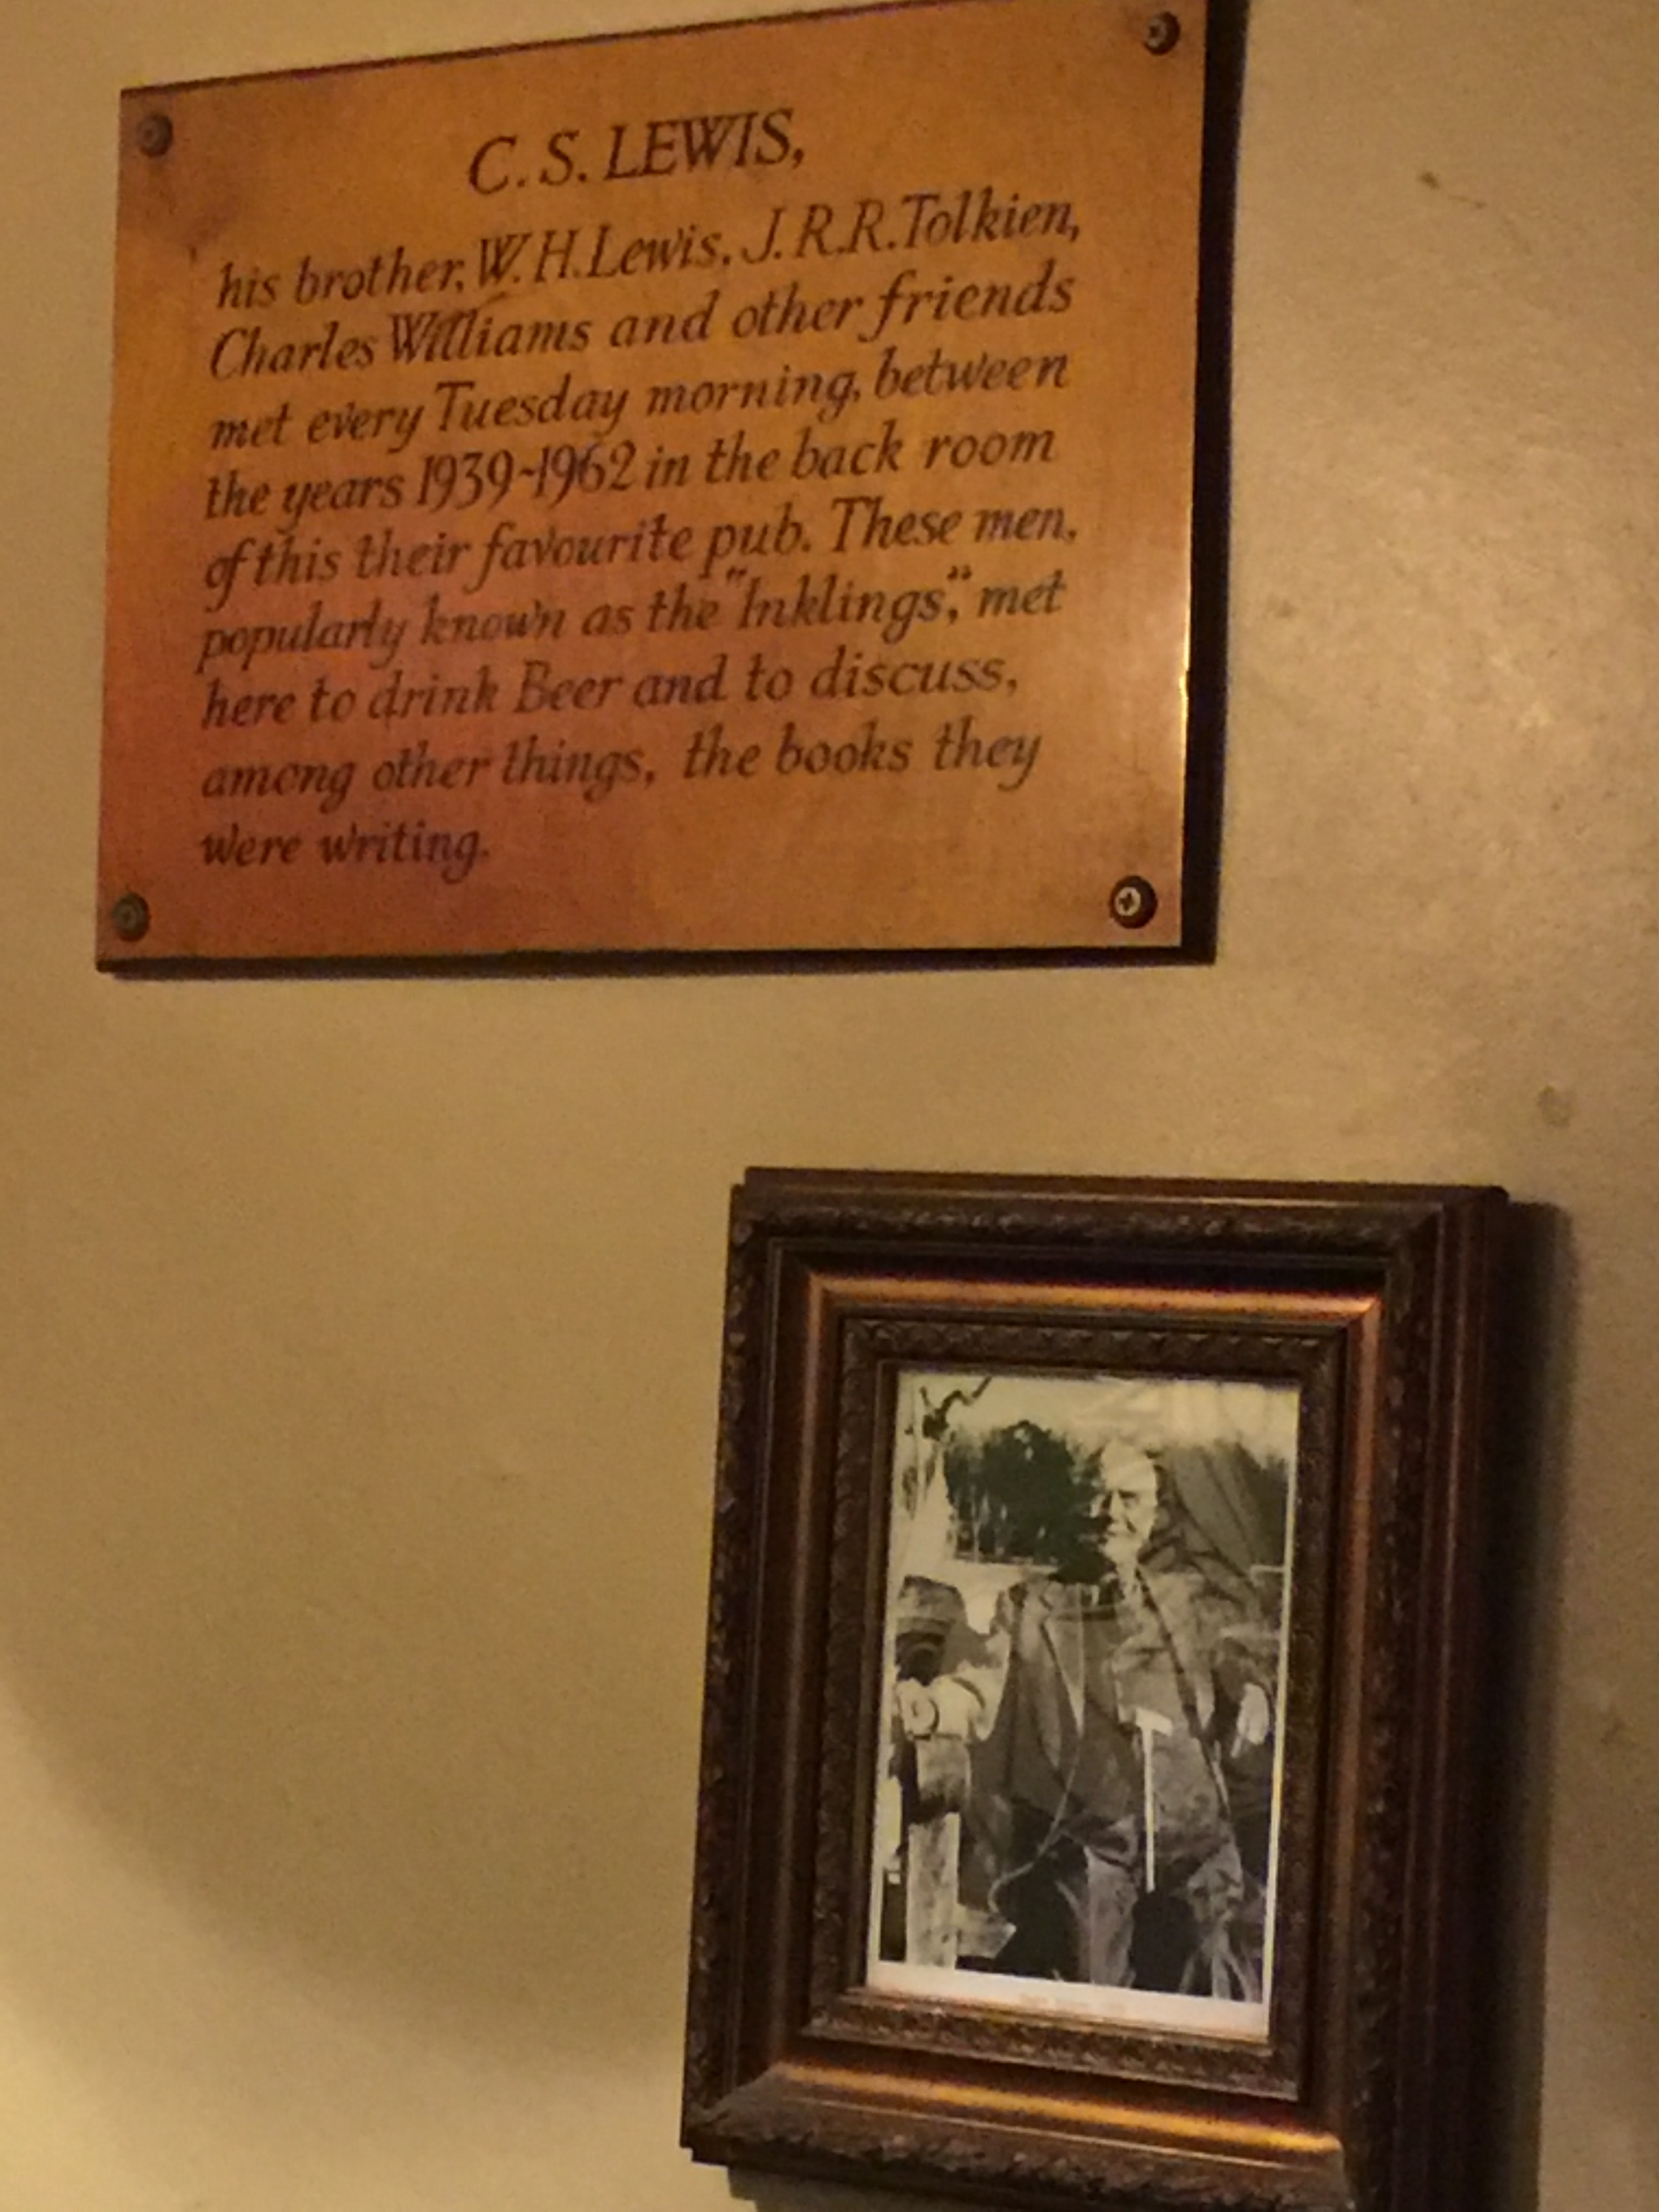 C. S. LEWIS,
his brother, W. H. Lewis, J. R. R. Tolkien,
Charles Williams and other friends
met every Tuesday morning, between
the years 1939~1962 in the back room
of this their favourite pub. These men,
popularly known as the "Inklings", met
here to drink Beer and to discuss,
among other things, the books they
were writing.